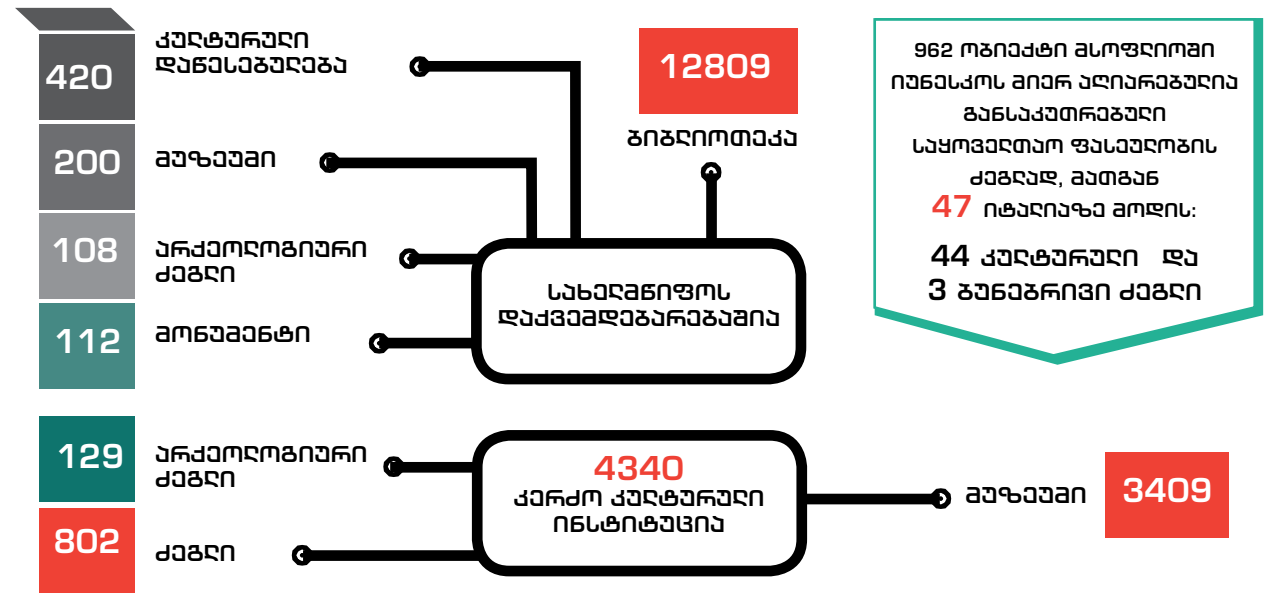 420
კულტურული
დაწესებულება
200
მუზეუმი
108
არქეოლოგიური
ძეგლი
112
მონუმენტი
12809
ბიბლიოთეკა
სახელმწიფოს
დაქვემდებარებაშია
962 ობიექტი მსოფლიოში
იუნესკოს მიერ აღიარებულია
განსაკუთრებული
საყოველთაო ფასეულობის
ძეგლად, მათგან
47 იტალიაზე მოდის:
44 კულტურული და
3 ბუნებრივი ძეგლი
129
არქეოლოგიური
ძეგლი
802
ძეგლი
4340
კერძო კულტურული
ინსტიტუცია
მუზეუმი
3409